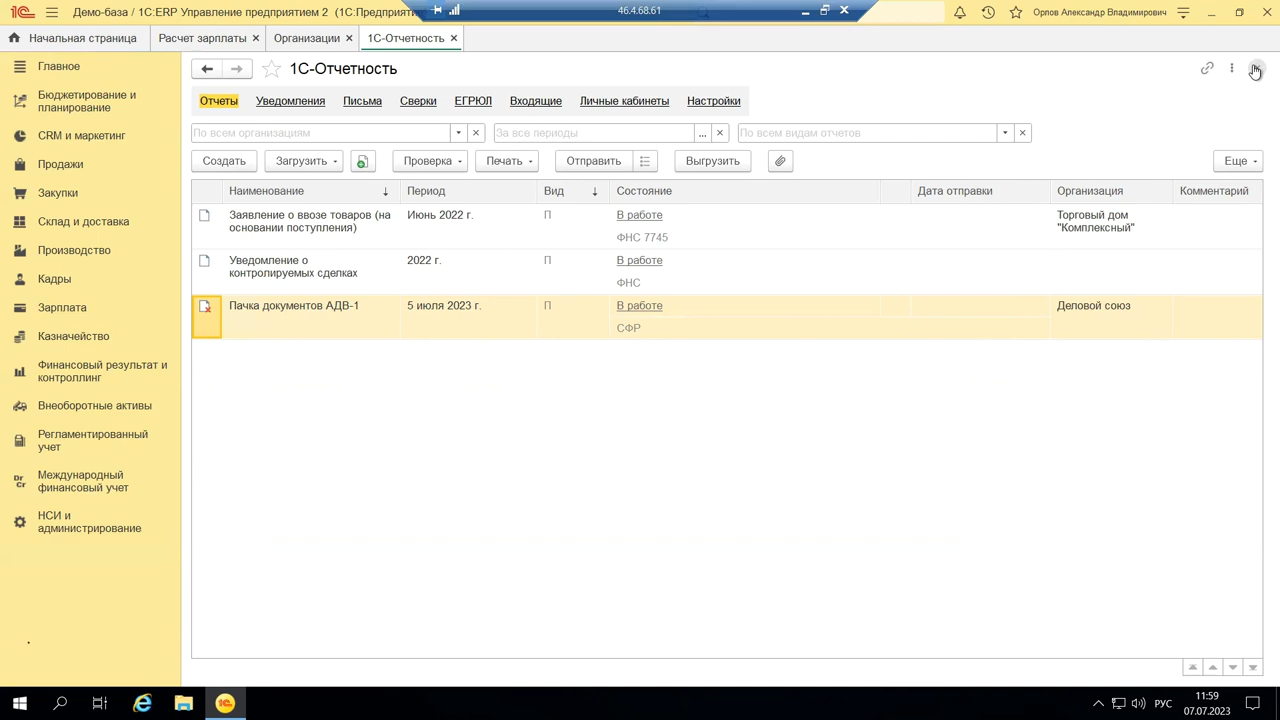 Демо-база / 1С:ERP Управление предприятием 2 (1С:Предприяти
46.4.68.61
Орлов Александр Владимирович
Начальная страница
Расчет зарплаты
Организации
1С-Отчетность
Главное
Бюджетирование и
планирование
CRM и маркетинг
Продажи
Закупки
Склад и доставка
Производство
Кадры
Зарплата
Казначейство
Финансовый результат и
контроллинг
Внеоборотные активы
Регламентированный
учет
Международный
финансовый учет
НСИ и
администрирование
1С-Отчетность
Отчеты Уведомления Письма Сверки ЕГРЮЛ Входящие Личные кабинеты Настройки
По всем организациям За все периоды ... По всем видам отчетов
Создать Загрузить Проверка Печать Отправить Выгрузить Еще
Наименование Период Вид Состояние Дата отправки Организация Комментарий
Заявление о ввозе товаров (на Июнь 2022 г. П В работе Торговый дом
основании поступления) "Комплексный"
ФНС 7745
Уведомление о 2022 г. П В работе
контролируемых сделках
ФНС
Пачка документов АДВ-1 5 июля 2023 г. П В работе Деловой союз
СФР
РУС
11:59
07.07.2023